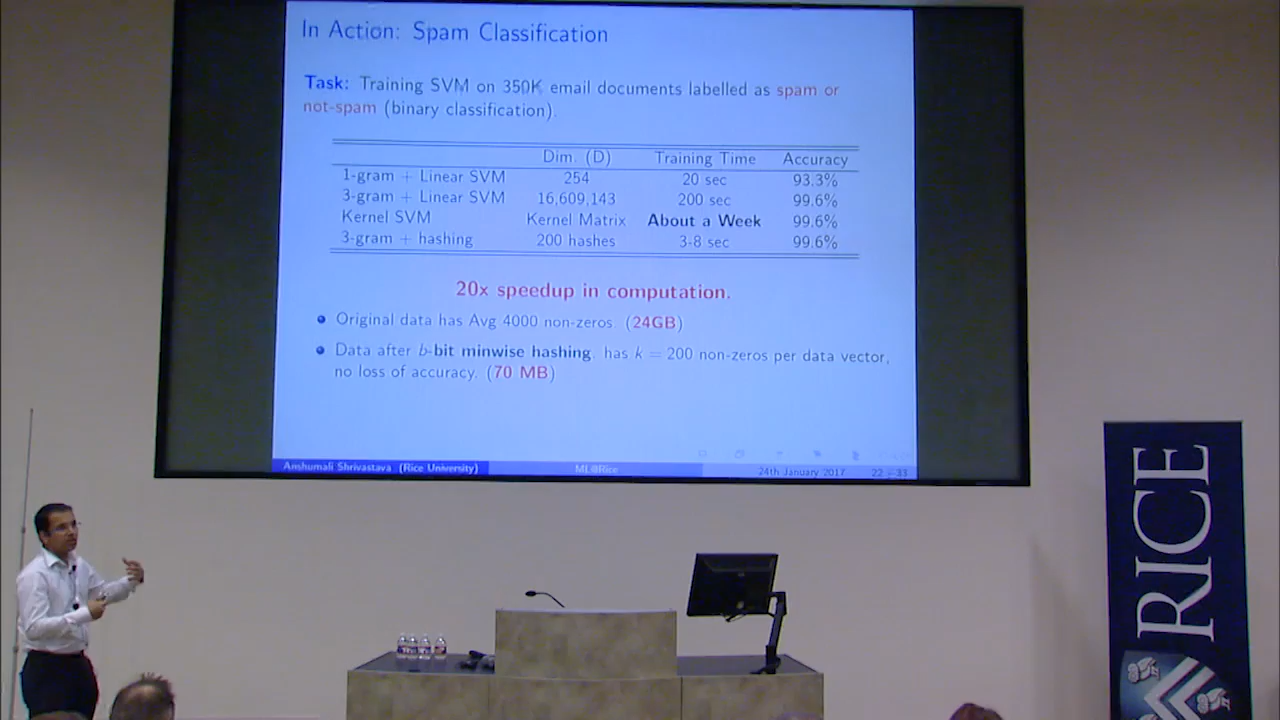 In Action: Spam Classification
Task: Training SVM on 350K email documents labelled as spam or
not-spam (binary classification).
Dim. (D) Training Time Accuracy
1-gram + Linear SVM 254 20 sec 93.3%
3-gram + Linear SVM 16,609,143 200 sec 99.6%
Kernel SVM Kernel Matrix About a Week 99.6%
3-gram + hashing 200 hashes 3-8 sec 99.6%
20x speedup in computation.
Original data has Avg 4000 non-zeros. (24GB)
Data after b-bit minwise hashing has k = 200 non-zeros per data vector,
no loss of accuracy. (70 MB)
Anshumali Shrivastava (Rice University) ML@Rice 24th January 2017 22 33
RICE